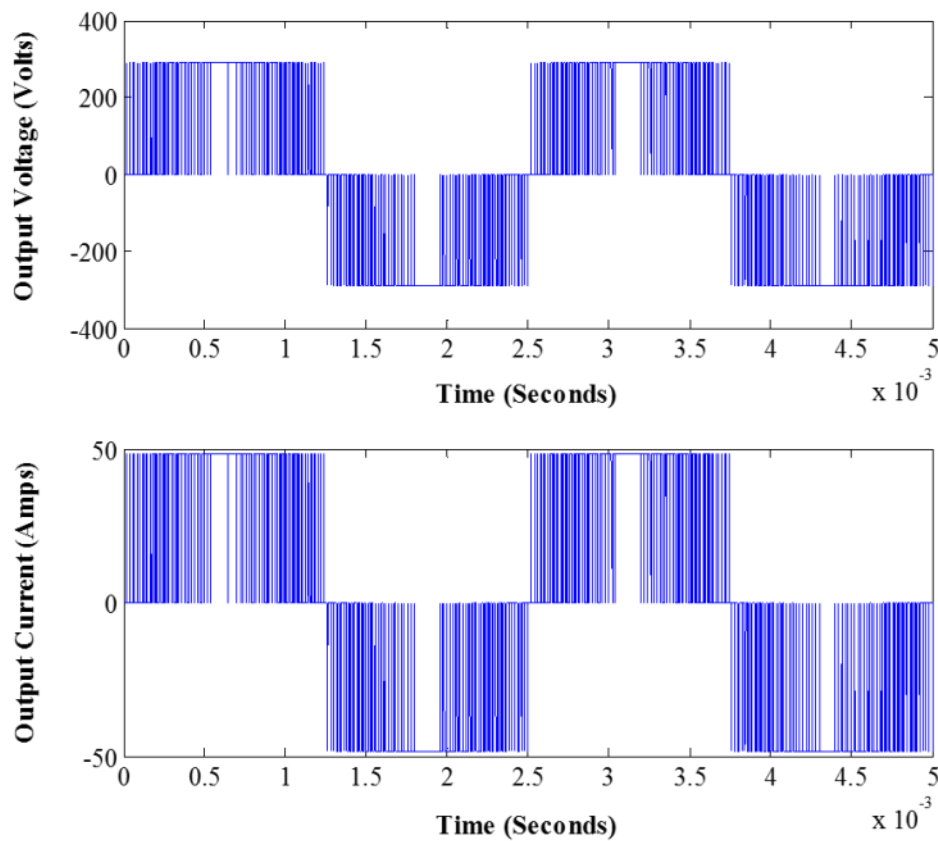 400
200
0
-200
-400
Output Voltage (Volts)
0 0.5 1 1.5 2 2.5 3 3.5 4 4.5 5
x 10-3
Time (Seconds)
50
0
-50
Output Current (Amps)
0 0.5 1 1.5 2 2.5 3 3.5 4 4.5 5
x 10-3
Time (Seconds)